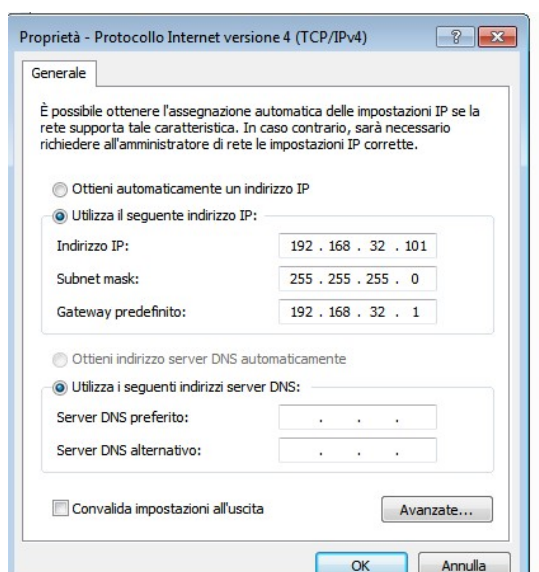 Proprietà - Protocollo Internet versione 4 (TCP/IPv4)
Generale
È possibile ottenere l'assegnazione automatica delle impostazioni IP se la
rete supporta tale caratteristica. In caso contrario, sarà necessario
richiedere all'amministratore di rete le impostazioni IP corrette.
Ottieni automaticamente un indirizzo IP
Utilizza il seguente indirizzo IP:
Indirizzo IP: 192 . 168 . 32 . 101
Subnet mask: 255 . 255 . 255 . 0
Gateway predefinito: 192 . 168 . 32 . 1
Ottieni indirizzo server DNS automaticamente
Utilizza i seguenti indirizzi server DNS:
Server DNS preferito: . . .
Server DNS alternativo: . . .
Convalida impostazioni all'uscita
Avanzate...
OK Annulla